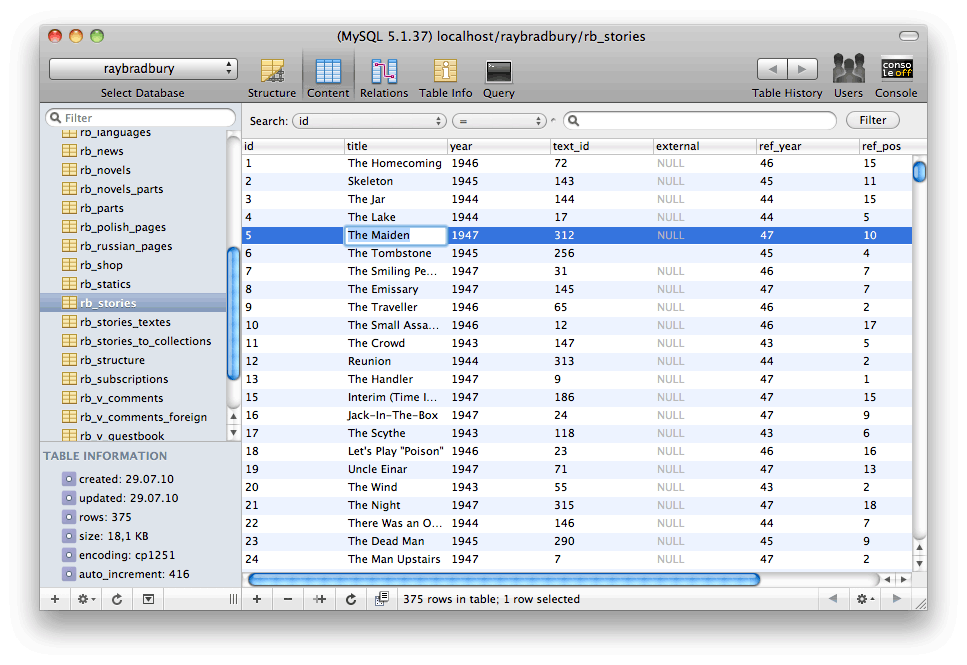 (MySQL 5.1.37) localhost/raybradbury/rb_stories
raybradbury
Select Database
Structure Content Relations Table Info Query
Table History Users Console
conso
le off
Filter
rb_languages
rb_news
rb_novels
rb_novels_parts
rb_parts
rb_polish_pages
rb_russian_pages
rb_shop
rb_statics
rb_stories
rb_stories_textes
rb_stories_to_collections
rb_structure
rb_subscriptions
rb_v_comments
rb_v_comments_foreign
rb_v_guestbook
TABLE INFORMATION
created: 29.07.10
updated: 29.07.10
rows: 375
size: 18,1 KB
encoding: cp1251
auto_increment: 416
Search: id = Filter
id title year text_id external ref_year ref_pos
1 The Homecoming 1946 72 NULL 46 15
2 Skeleton 1945 143 NULL 45 11
3 The Jar 1944 144 NULL 44 15
4 The Lake 1944 17 NULL 44 5
5 The Maiden 1947 312 NULL 47 10
6 The Tombstone 1945 256 45 4
7 The Smiling Pe... 1947 31 NULL 46 7
8 The Emissary 1947 145 NULL 47 7
9 The Traveller 1946 65 NULL 46 2
10 The Small Assa... 1946 12 NULL 46 17
11 The Crowd 1943 147 NULL 43 5
12 Reunion 1944 313 NULL 44 2
13 The Handler 1947 9 NULL 47 1
15 Interim (Time I... 1947 186 NULL 47 15
16 Jack-In-The-Box 1947 24 NULL 47 9
17 The Scythe 1943 118 NULL 43 6
18 Let's Play "Poison" 1946 23 NULL 46 16
19 Uncle Einar 1947 71 NULL 47 13
20 The Wind 1943 55 NULL 43 2
21 The Night 1947 315 NULL 47 18
22 There Was an O... 1944 146 NULL 44 7
23 The Dead Man 1945 290 NULL 45 9
24 The Man Upstairs 1947 7 NULL 47 2
375 rows in table; 1 row selected